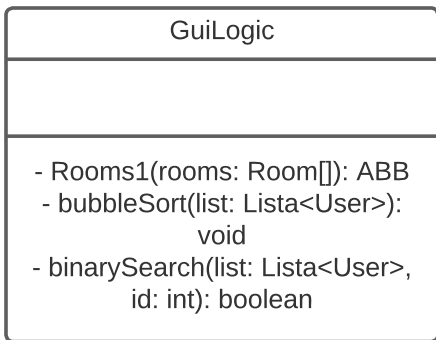 GuiLogic
- Rooms1(rooms: Room[]): ABB
- bubbleSort(list: Lista<User>):
void
- binarySearch(list: Lista<User>,
id: int): boolean